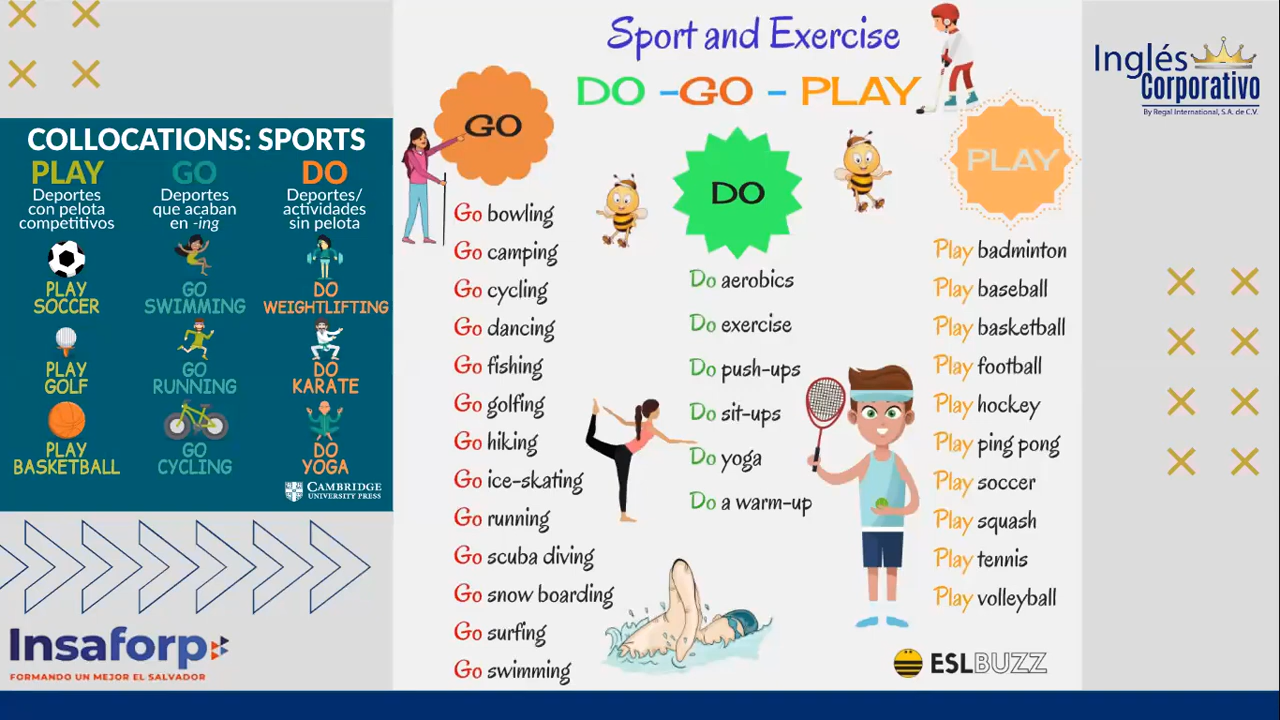 COLLOCATIONS: SPORTS
PLAY
Deportes
con pelota
competitivos
PLAY
SOCCER
PLAY
GOLF
PLAY
BASKETBALL
GO
Deportes
que acaban
en -ing
GO
SWIMMING
GO
RUNNING
GO
CYCLING
DO
Deportes/
actividades
sin pelota
DO
WEIGHTLIFTING
DO
KARATE
DO
YOGA
CAMBRIDGE
UNIVERSITY PRESS
Insaforp
FORMANDO UN MEJOR EL SALVADOR
Sport and Exercise
DO - GO - PLAY
GO
Go bowling
Go camping
Go cycling
Go dancing
Go fishing
Go golfing
Go hiking
Go ice-skating
Go running
Go scuba diving
Go snow boarding
Go surfing
Go swimming
DO
Do aerobics
Do exercise
Do push-ups
Do sit-ups
Do yoga
Do a warm-up
PLAY
Play badminton
Play baseball
Play basketball
Play football
Play hockey
Play ping pong
Play soccer
Play squash
Play tennis
Play volleyball
ESLBUZZ
Inglés
Corporativo
By Regal International, S.A. de C.V.